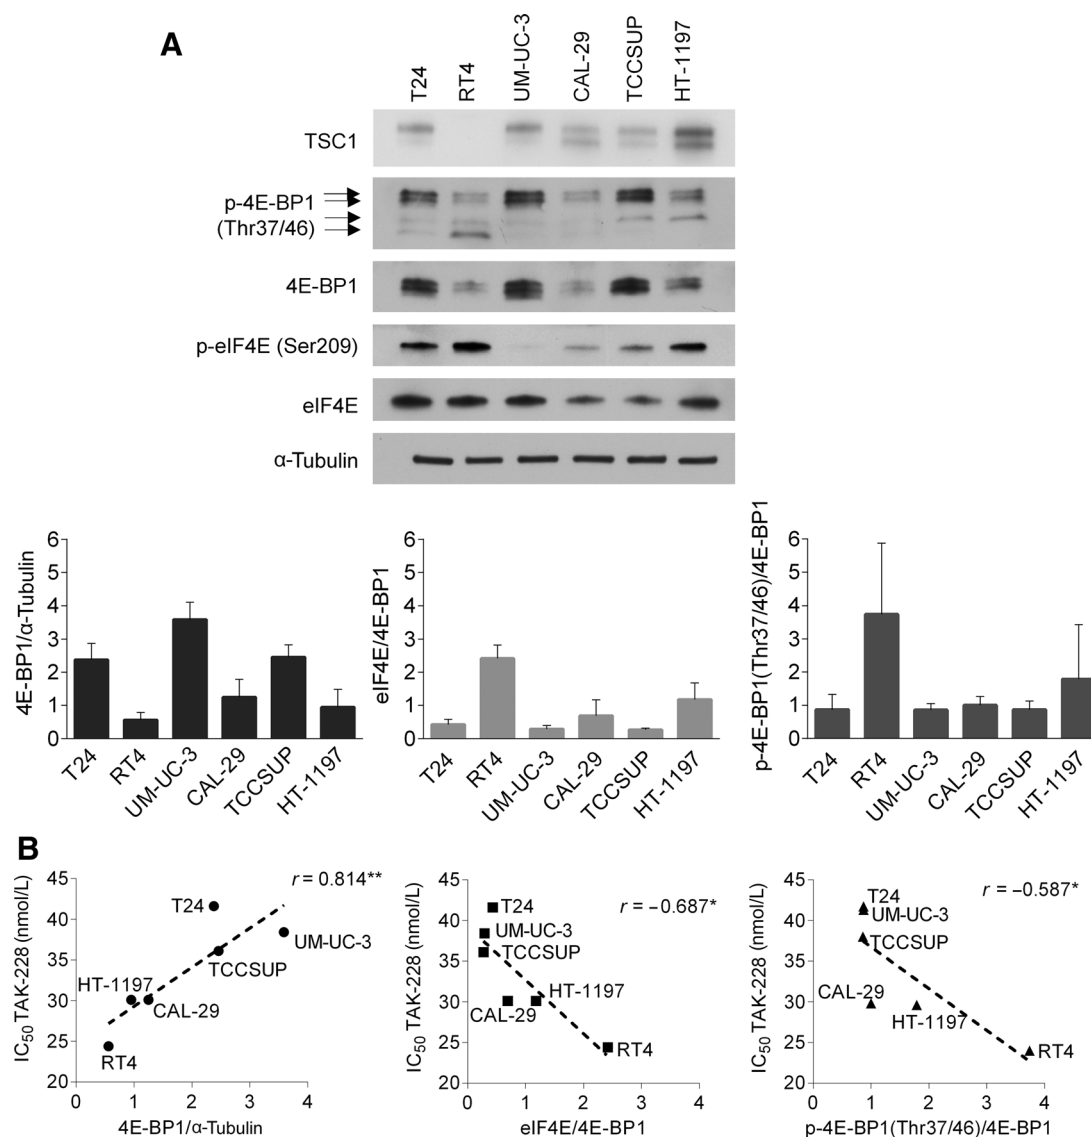 A
T24 RT4 UM-UC-3 CAL-29 TCCSUP HT-1197
TSC1
p-4E-BP1
(Thr37/46)
4E-BP1
p-eIF4E (Ser209)
eIF4E
α-Tubulin
4E-BP1/α-Tubulin
6
5
4
3
2
1
0
T24 RT4 UM-UC-3 CAL-29 TCCSUP HT-1197
eIF4E/4E-BP1
6
5
4
3
2
1
0
T24 RT4 UM-UC-3 CAL-29 TCCSUP HT-1197
p-4E-BP1(Thr37/46)/4E-BP1
6
5
4
3
2
1
0
T24 RT4 UM-UC-3 CAL-29 TCCSUP HT-1197
B
IC50 TAK-228 (nmol/L)
45
40
35
30
25
20
r = 0.814**
T24
UM-UC-3
TCCSUP
HT-1197
CAL-29
RT4
0 1 2 3 4
4E-BP1/α-Tubulin
IC50 TAK-228 (nmol/L)
45
40
35
30
25
20
r = −0.687*
T24
UM-UC-3
TCCSUP
HT-1197
CAL-29
RT4
0 1 2 3 4
eIF4E/4E-BP1
IC50 TAK-228 (nmol/L)
45
40
35
30
25
20
r = −0.587*
T24
UM-UC-3
TCCSUP
CAL-29
HT-1197
RT4
0 1 2 3 4
p-4E-BP1(Thr37/46)/4E-BP1